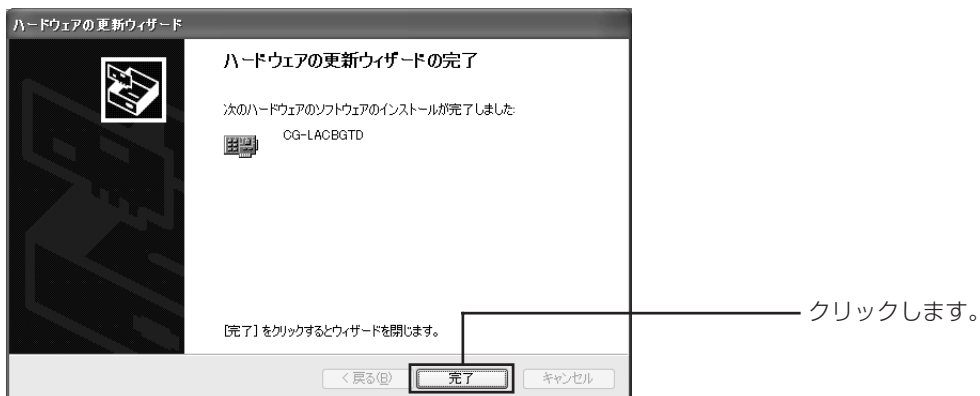 ハードウェアの更新ウィザード
ハードウェアの更新ウィザードの完了
次のハードウェアのソフトウェアのインストールが完了しました:
CG-LACBGTD
[完了] をクリックするとウィザードを閉じます。
クリックします。
< 戻る(B)
完了
キャンセル